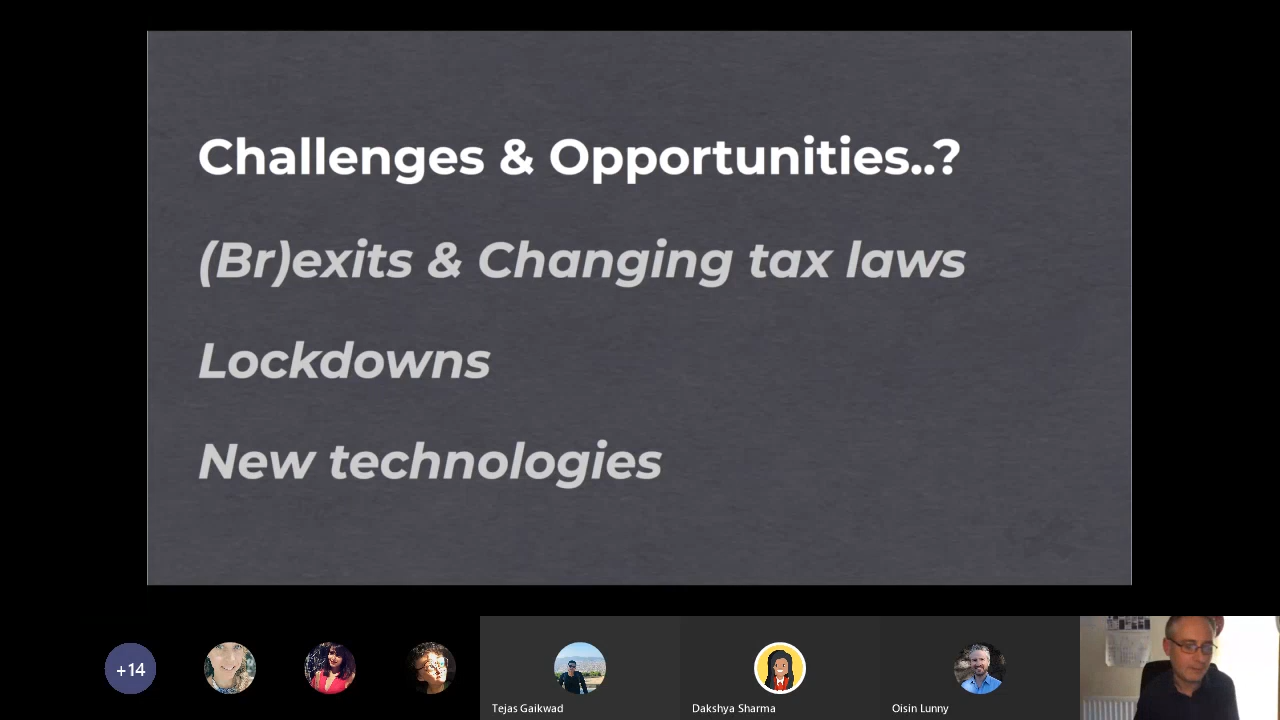 Challenges & Opportunities..?
(Br)exits & Changing tax laws
Lockdowns
New technologies
+14
Tejas Gaikwad
Dakshya Sharma
Oisin Lunny